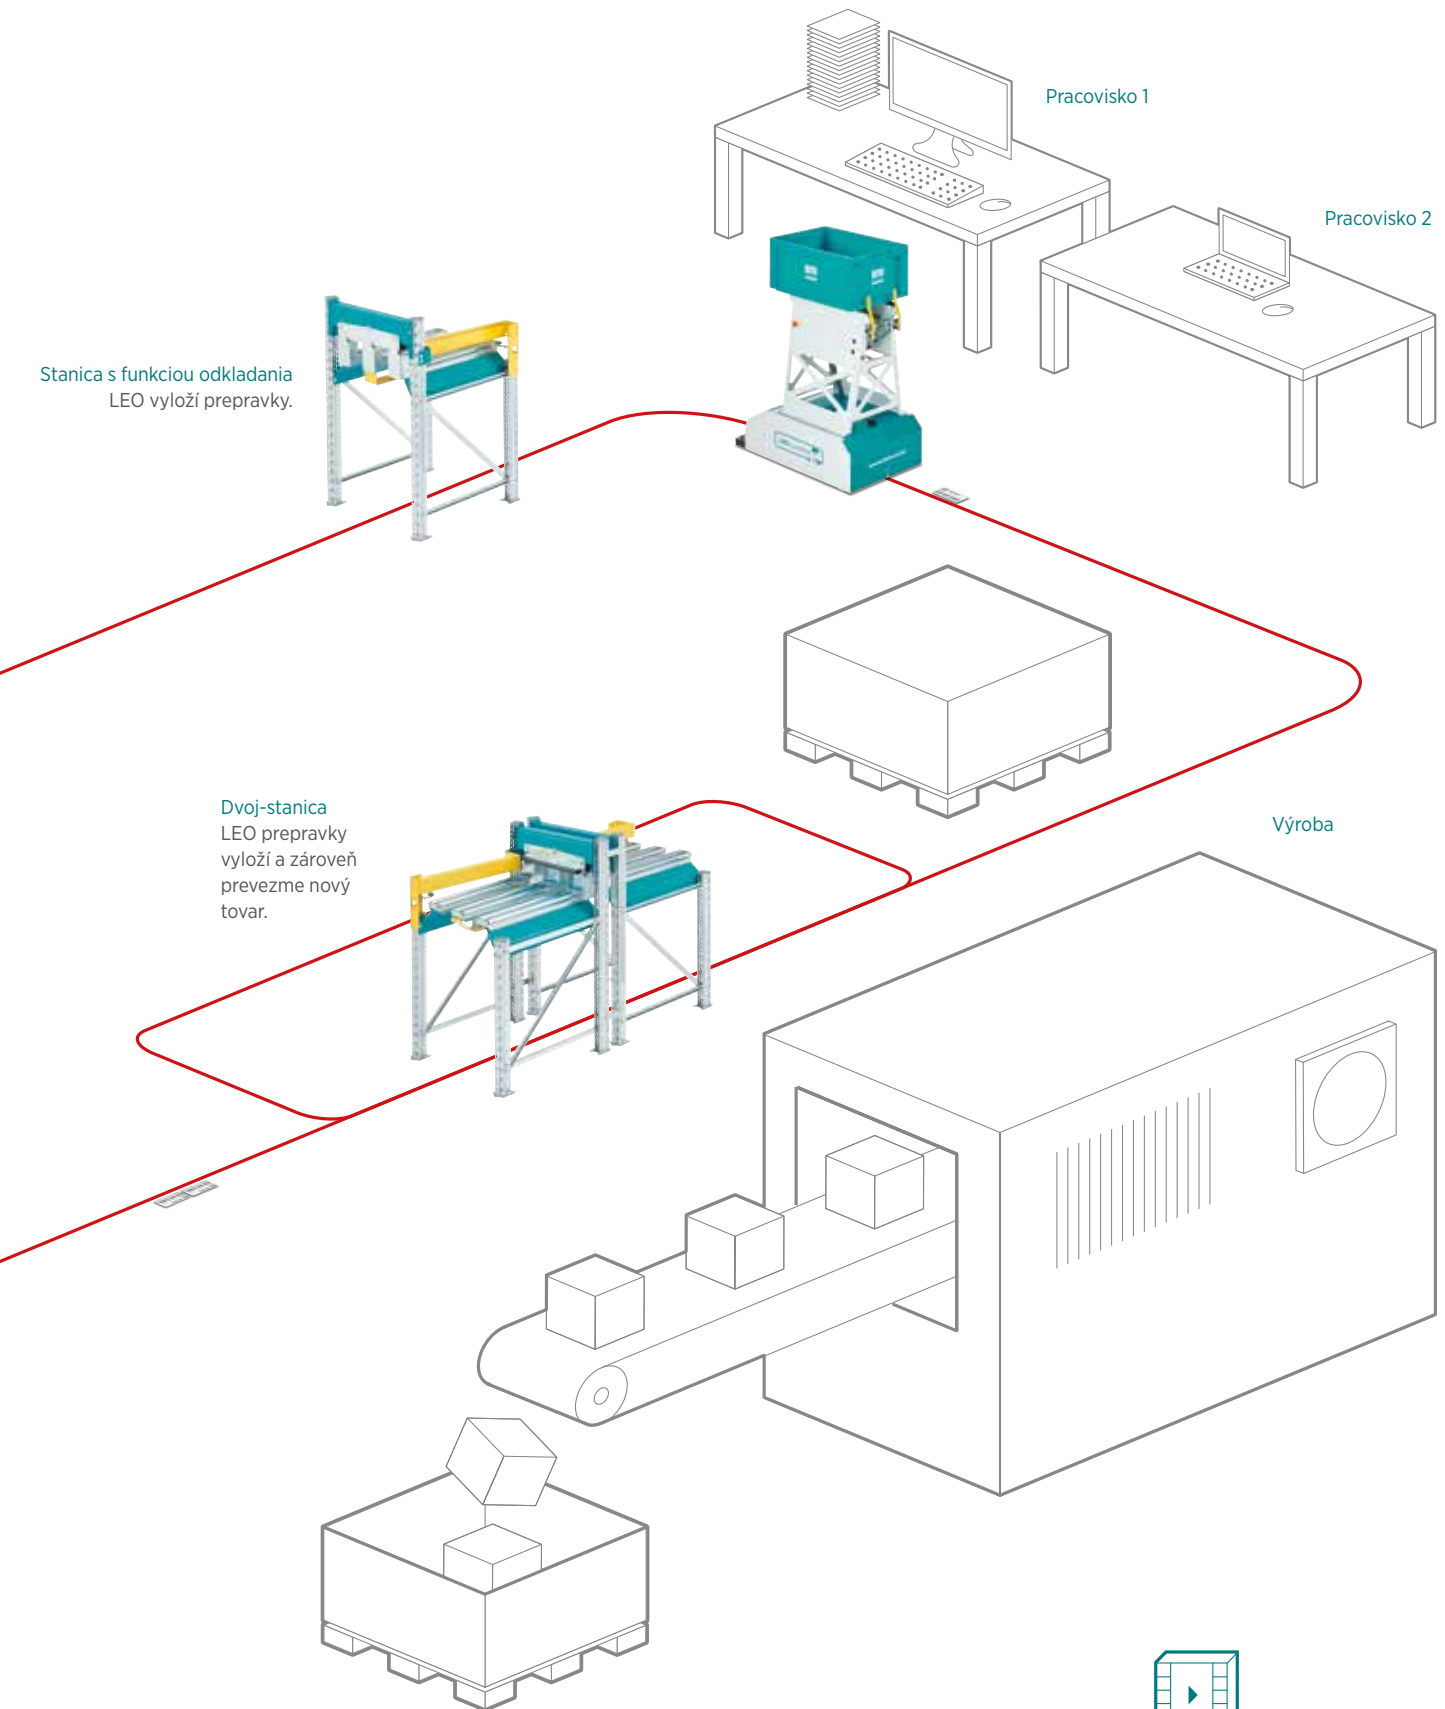 Pracovisko 1
Pracovisko 2
Stanica s funkciou odkladania
LEO vyloží prepravky.
Dvoj-stanica
LEO prepravky
vyloží a zároveň
prevezme nový
tovar.
Výroba